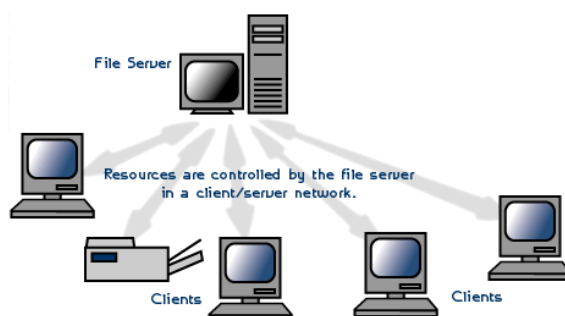 File Server
Resources are controlled by the file server
in a client/server network.
Clients
Clients